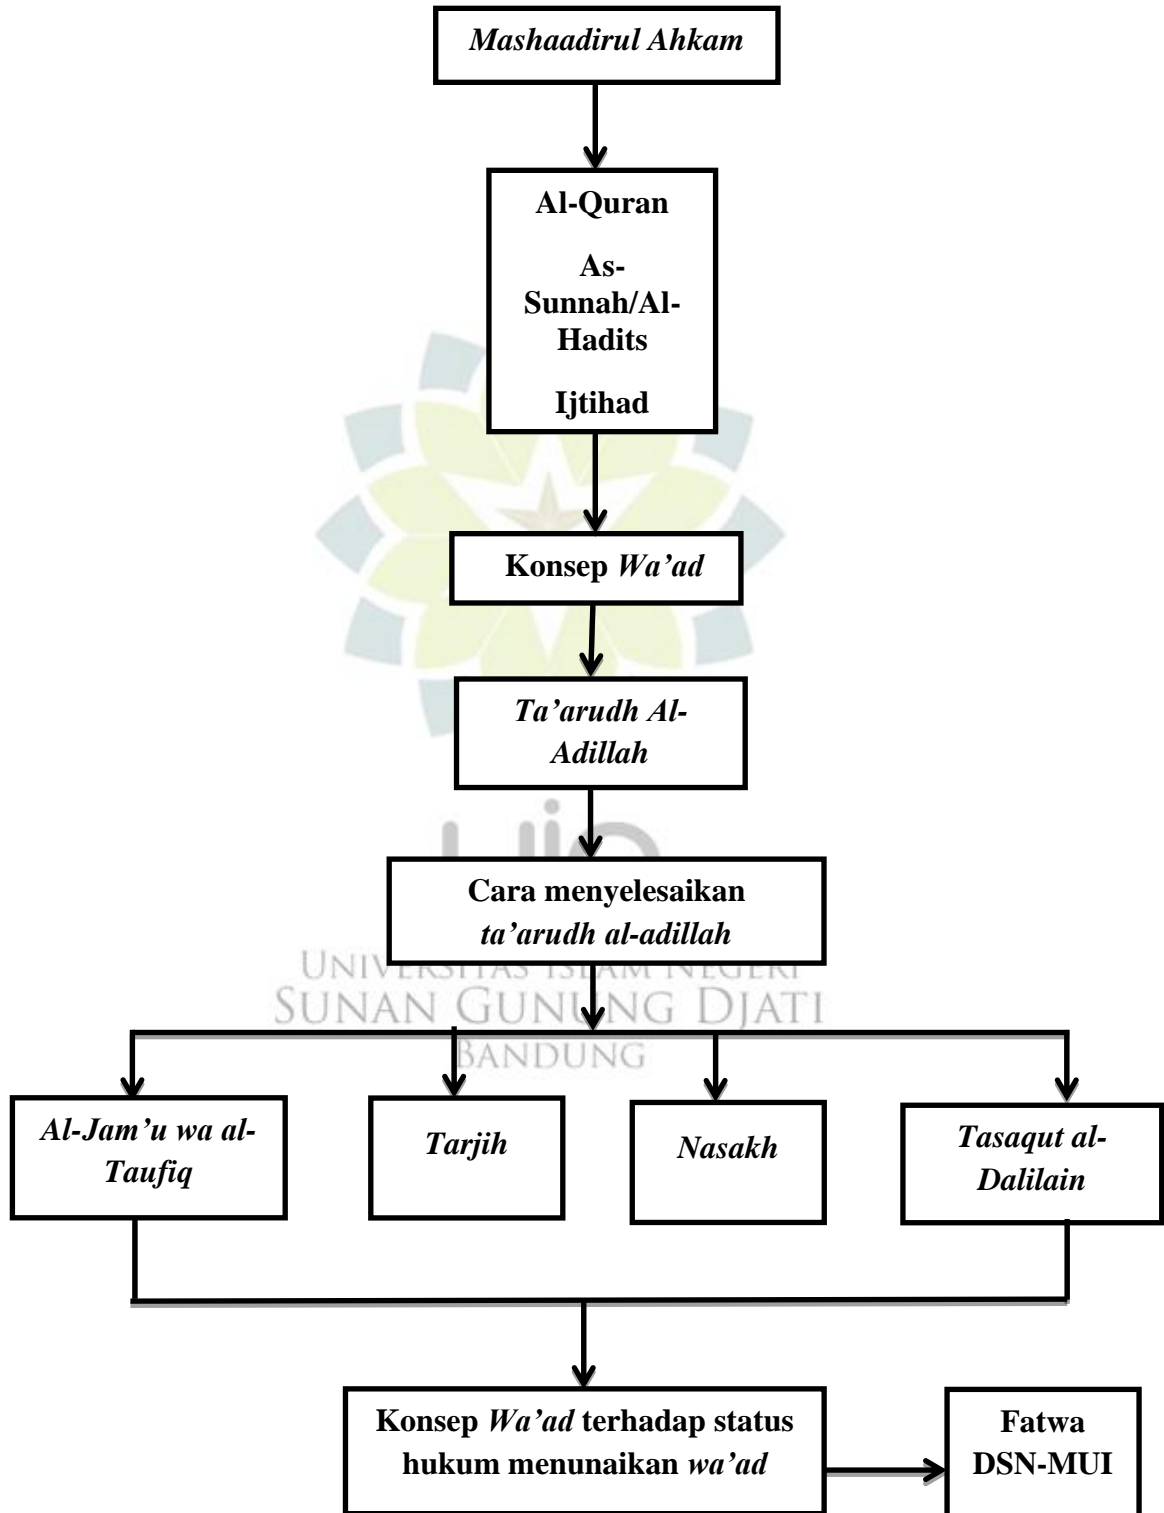 Mashaadirul Ahkam
Al-Quran
As-
Sunnah/Al-
Hadits
Ijtihad
Konsep Wa’ad
Ta’arudh Al-
Adillah
Cara menyelesaikan
ta’arudh al-adillah
UNIVERSITAS ISLAM NEGERI
SUNAN GUNUNG DJATI
BANDUNG
Al-Jam’u wa al-
Taufiq
Tarjih
Nasakh
Tasaqut al-
Dalilain
Konsep Wa’ad terhadap status
hukum menunaikan wa’ad
Fatwa
DSN-MUI